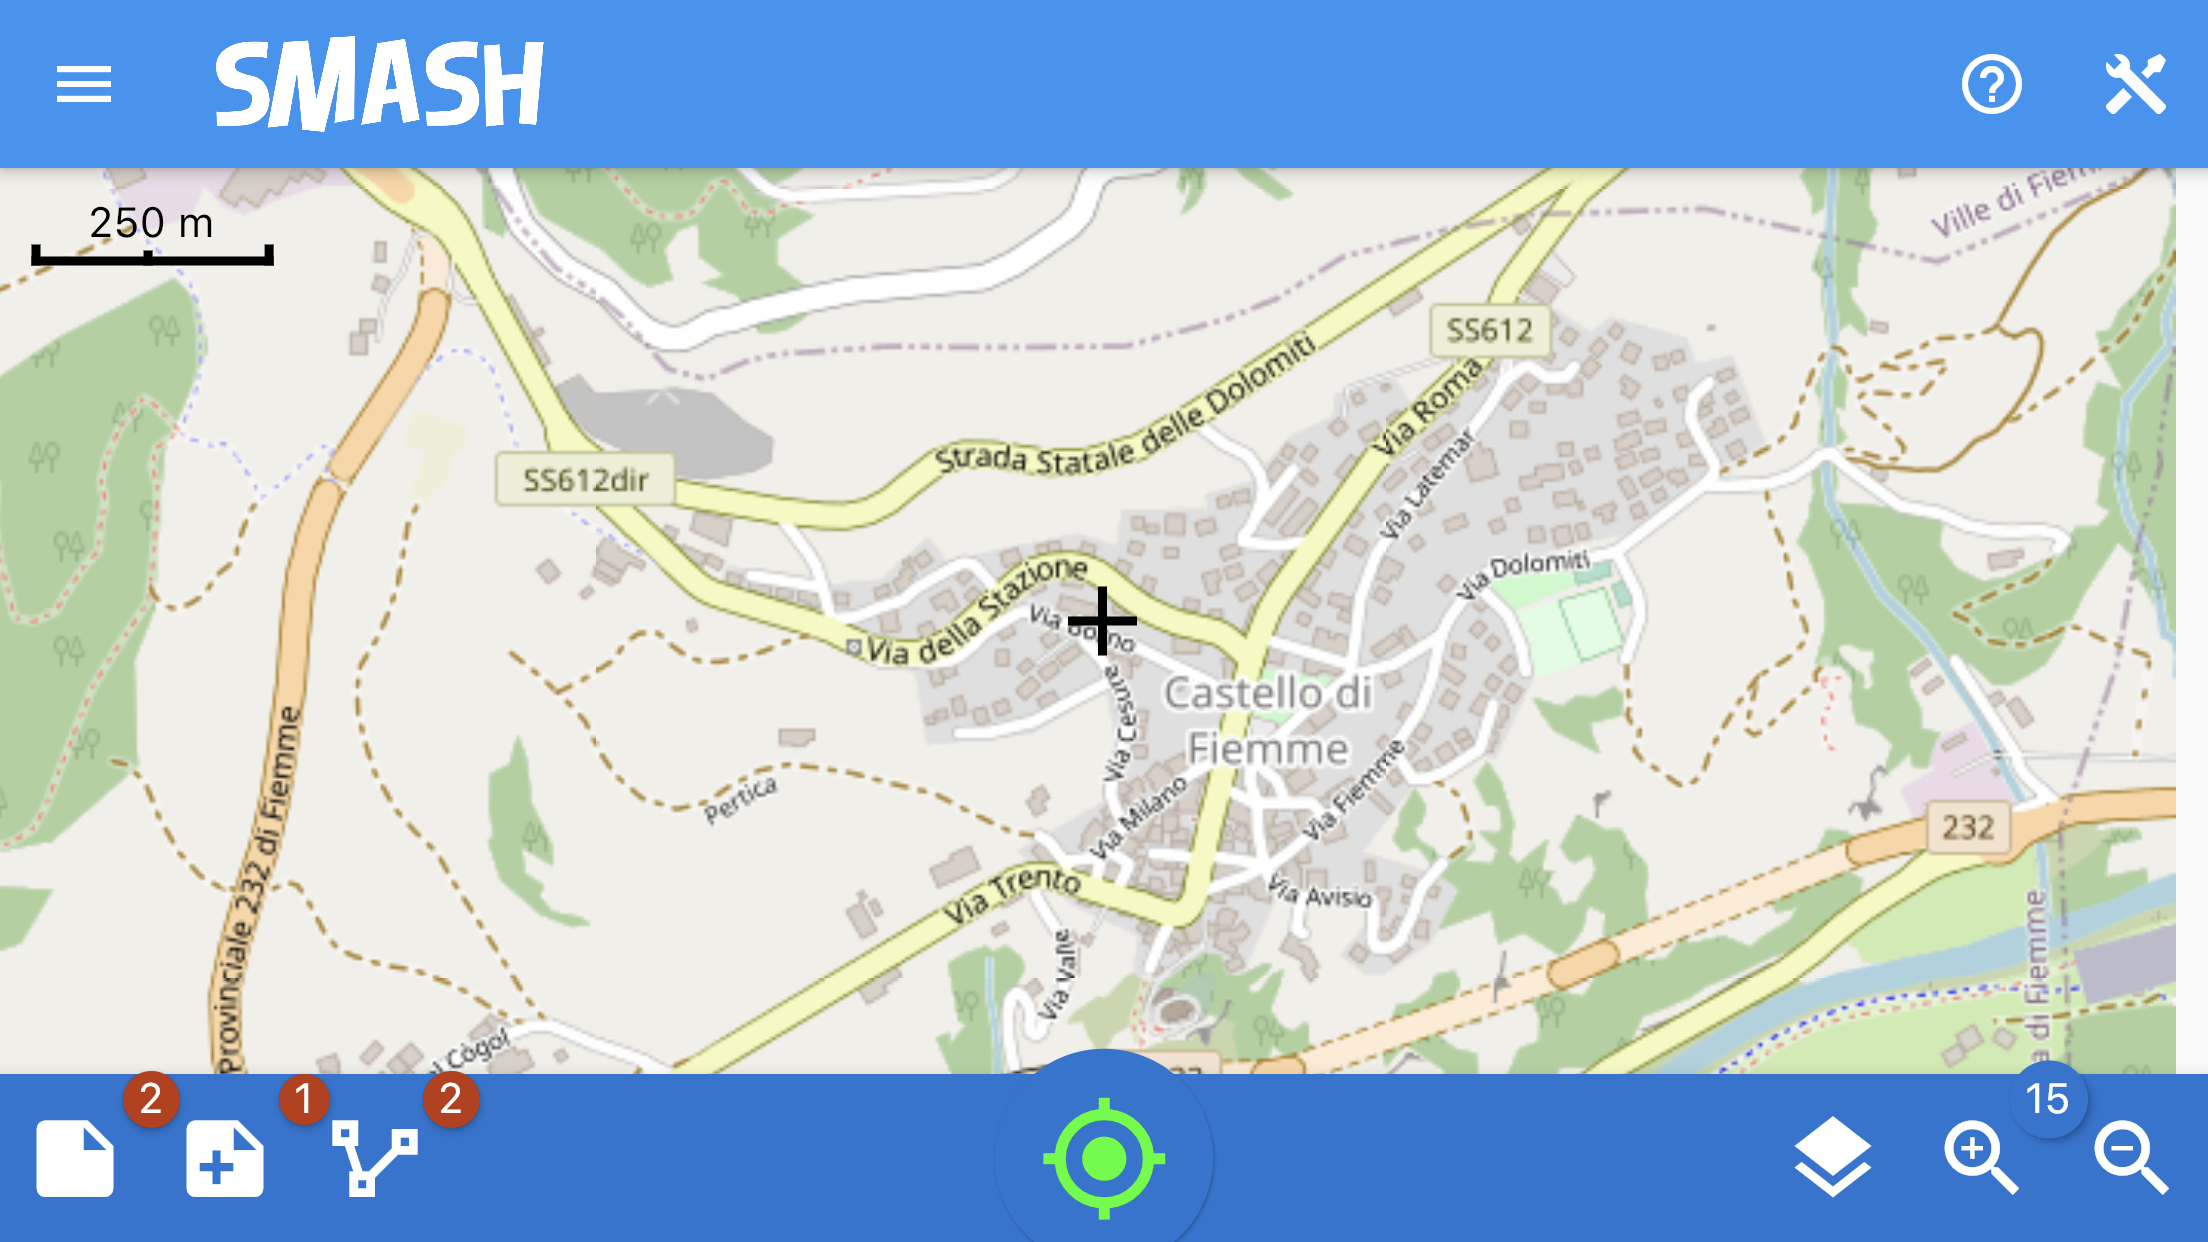 SMASH
250 m
Ville di Fiem
SS612
Strada Statale delle Dolomiti
Via Roma
Via Latemar
SS612dir
Via Dolomiti
Via della Stazione
Via
Castello di
Fiemme
Via Cesure
Provinciale 232 di Fiemme
Pertica
Via Milano
Via Fiemme
232
Via Trento
Via Avisio
Via Valle
di Fiemme
Cògol
2
1
2
15